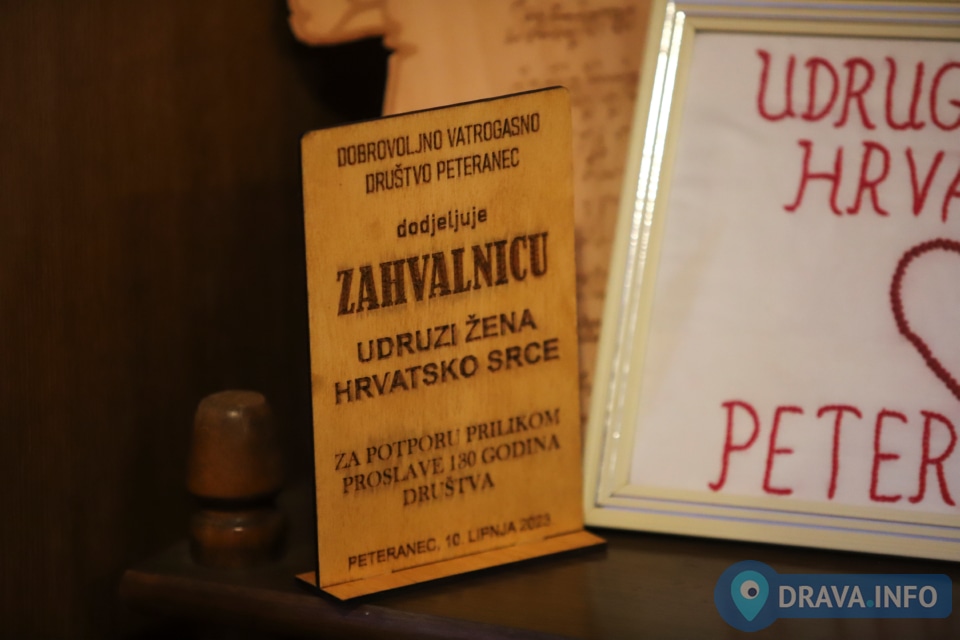 DOBROVOLJNO VATROGASNO
DRUŠTVO PETERANEC
dodjeljuje
ZAHVALNICU
UDRUZI ŽENA
HRVATSKO SRCE
ZA POTPORU PRILIKOM
PROSLAVE 130 GODINA
DRUŠTVA
PETERANEC, 10. LIPNJA 2023
UDRUG
HRVA
PETER
DRAVA.INFO